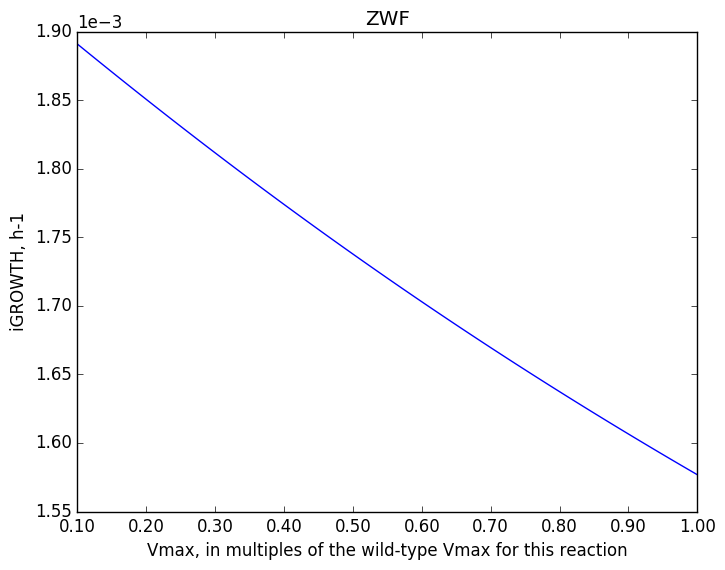 ZWF
1e−3
1.90
1.85
1.80
1.75
1.70
1.65
1.60
1.55
iGROWTH, h-1
0.10 0.20 0.30 0.40 0.50 0.60 0.70 0.80 0.90 1.00
Vmax, in multiples of the wild-type Vmax for this reaction